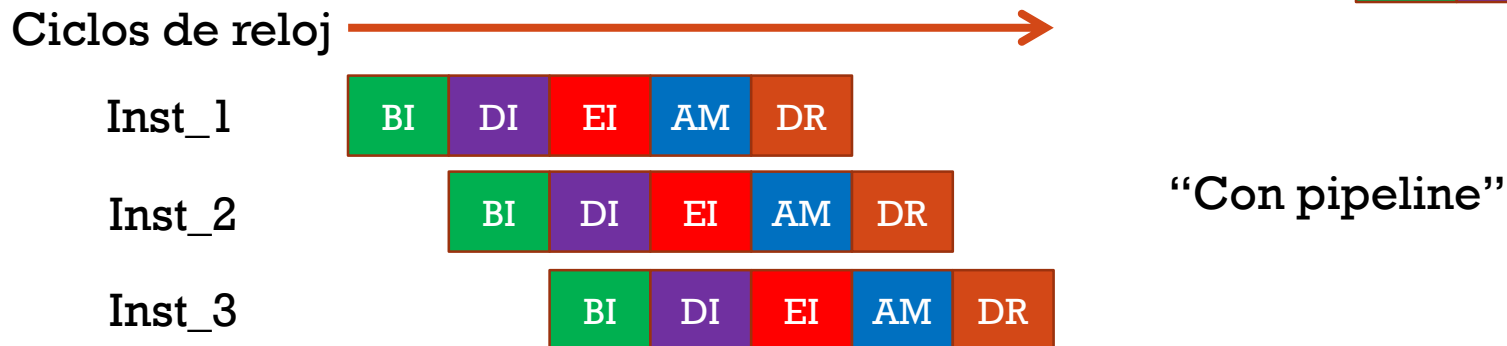 Ciclos de reloj
Inst_1 BI DI EI AM DR
Inst_2 BI DI EI AM DR
“Con pipeline”
Inst_3 BI DI EI AM DR